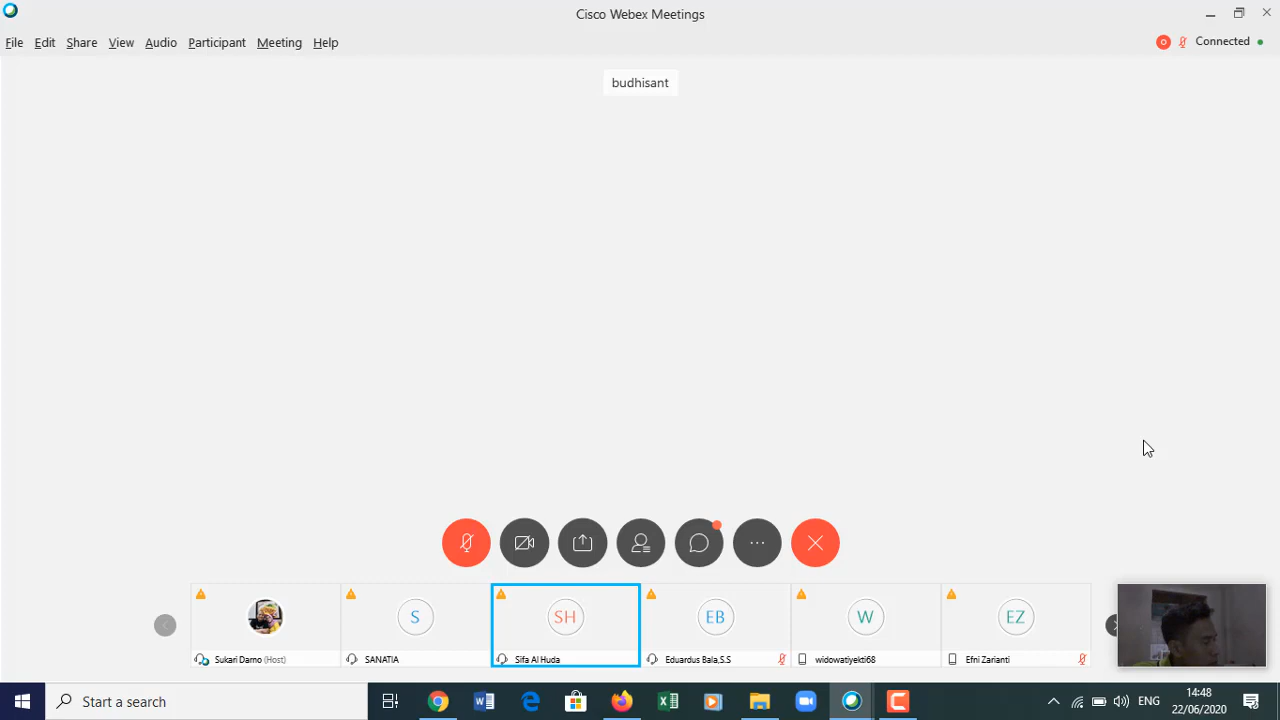 Cisco Webex Meetings
File Edit Share View Audio Participant Meeting Help
Connected
budhisant
S
SH
EB
W
EZ
Sukari Darno (Host)
SANATIA
Sifa Al Huda
Eduardus Bala,S.S
widowatiyekti68
Efni Zarianti
Start a search
ENG
14:48
22/06/2020